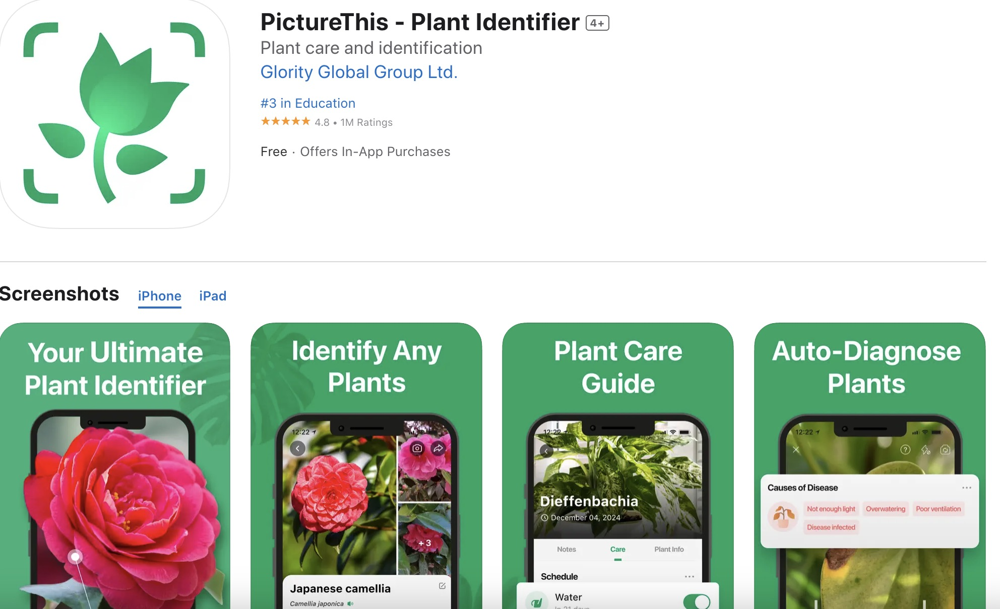 PictureThis - Plant Identifier 4+
Plant care and identification
Glority Global Group Ltd.
#3 in Education
★★★★★ 4.8 • 1M Ratings
Free · Offers In-App Purchases
Screenshots iPhone iPad
Your Ultimate
Plant Identifier
Identify Any
Plants
12:22
+3
Japanese camellia
Camellia japonica
Plant Care
Guide
12:22
Dieffenbachia
December 04, 2024
Notes Care Plant Info
Schedule
Water
In 21 days
Auto-Diagnose
Plants
12:22
Causes of Disease
Not enough light Overwatering Poor ventilation
Disease infected